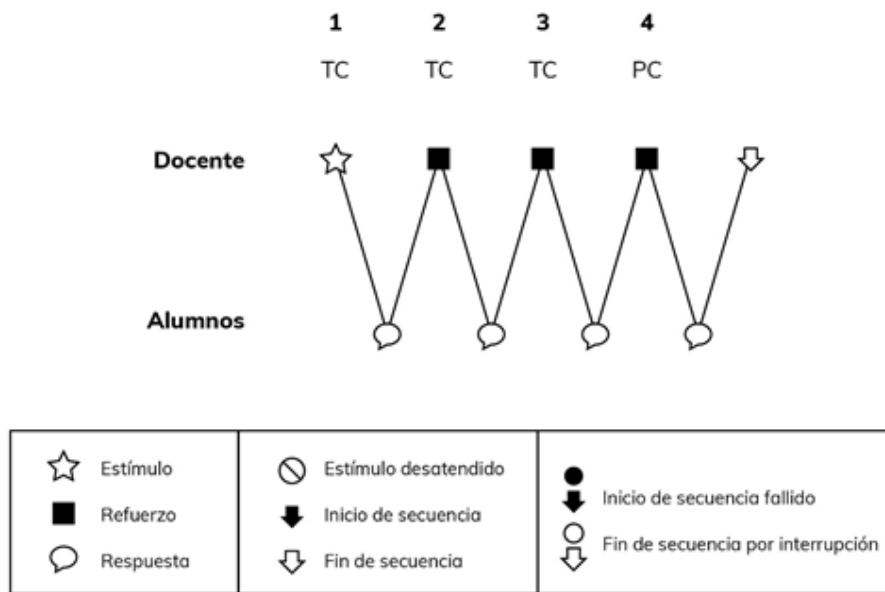 1 2 3 4
TC TC TC PC
Docente
Alumnos
Estímulo
Refuerzo
Respuesta
Estímulo desatendido
Inicio de secuencia
Fin de secuencia
Inicio de secuencia fallido
Fin de secuencia por interrupción